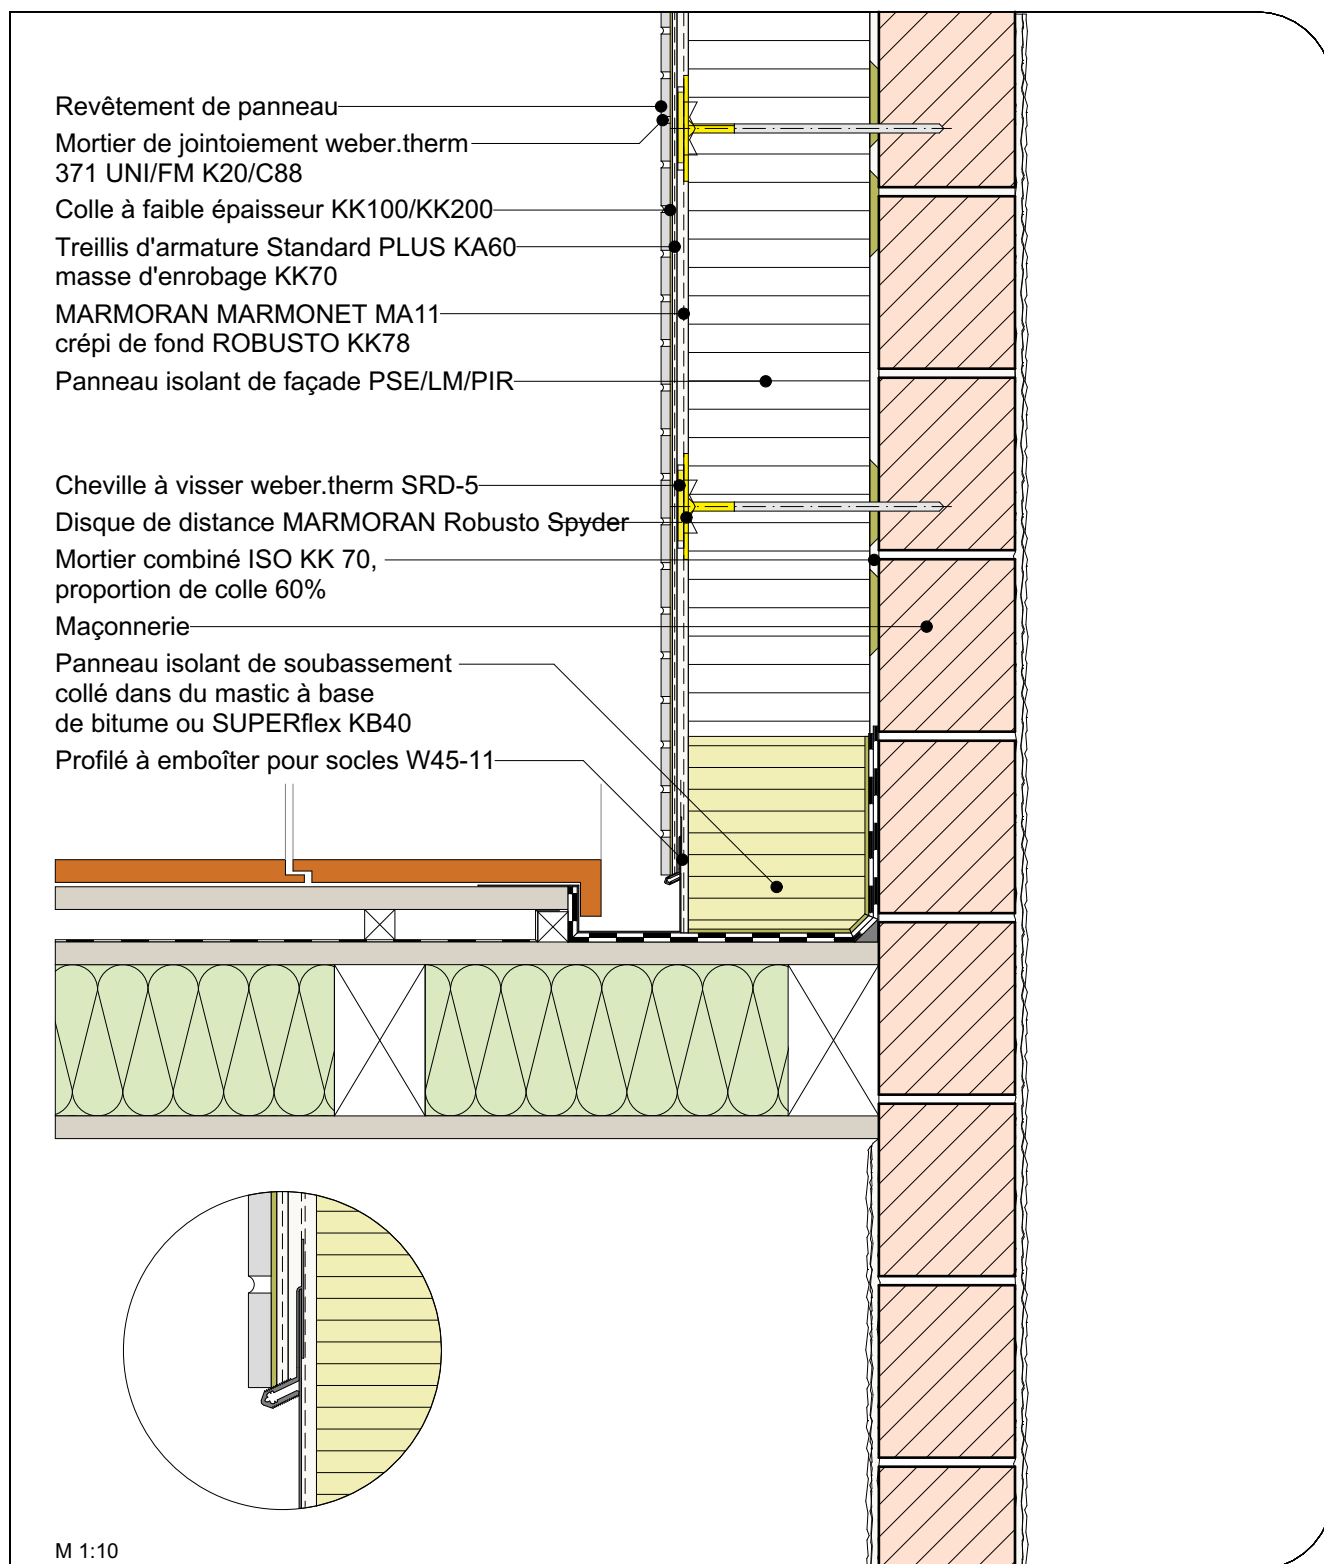 Revêtement de panneau
Mortier de jointoiement weber.therm
371 UNI/FM K20/C88
Colle à faible épaisseur KK100/KK200
Treillis d'armature Standard PLUS KA60
masse d'enrobage KK70
MARMORAN MARMONET MA11
crépi de fond ROBUSTO KK78
Panneau isolant de façade PSE/LM/PIR
Cheville à visser weber.therm SRD-5
Disque de distance MARMORAN Robusto Spyder
Mortier combiné ISO KK 70,
proportion de colle 60%
Maçonnerie
Panneau isolant de soubassement
collé dans du mastic à base
de bitume ou SUPERflex KB40
Profilé à emboîter pour socles W45-11
M 1:10